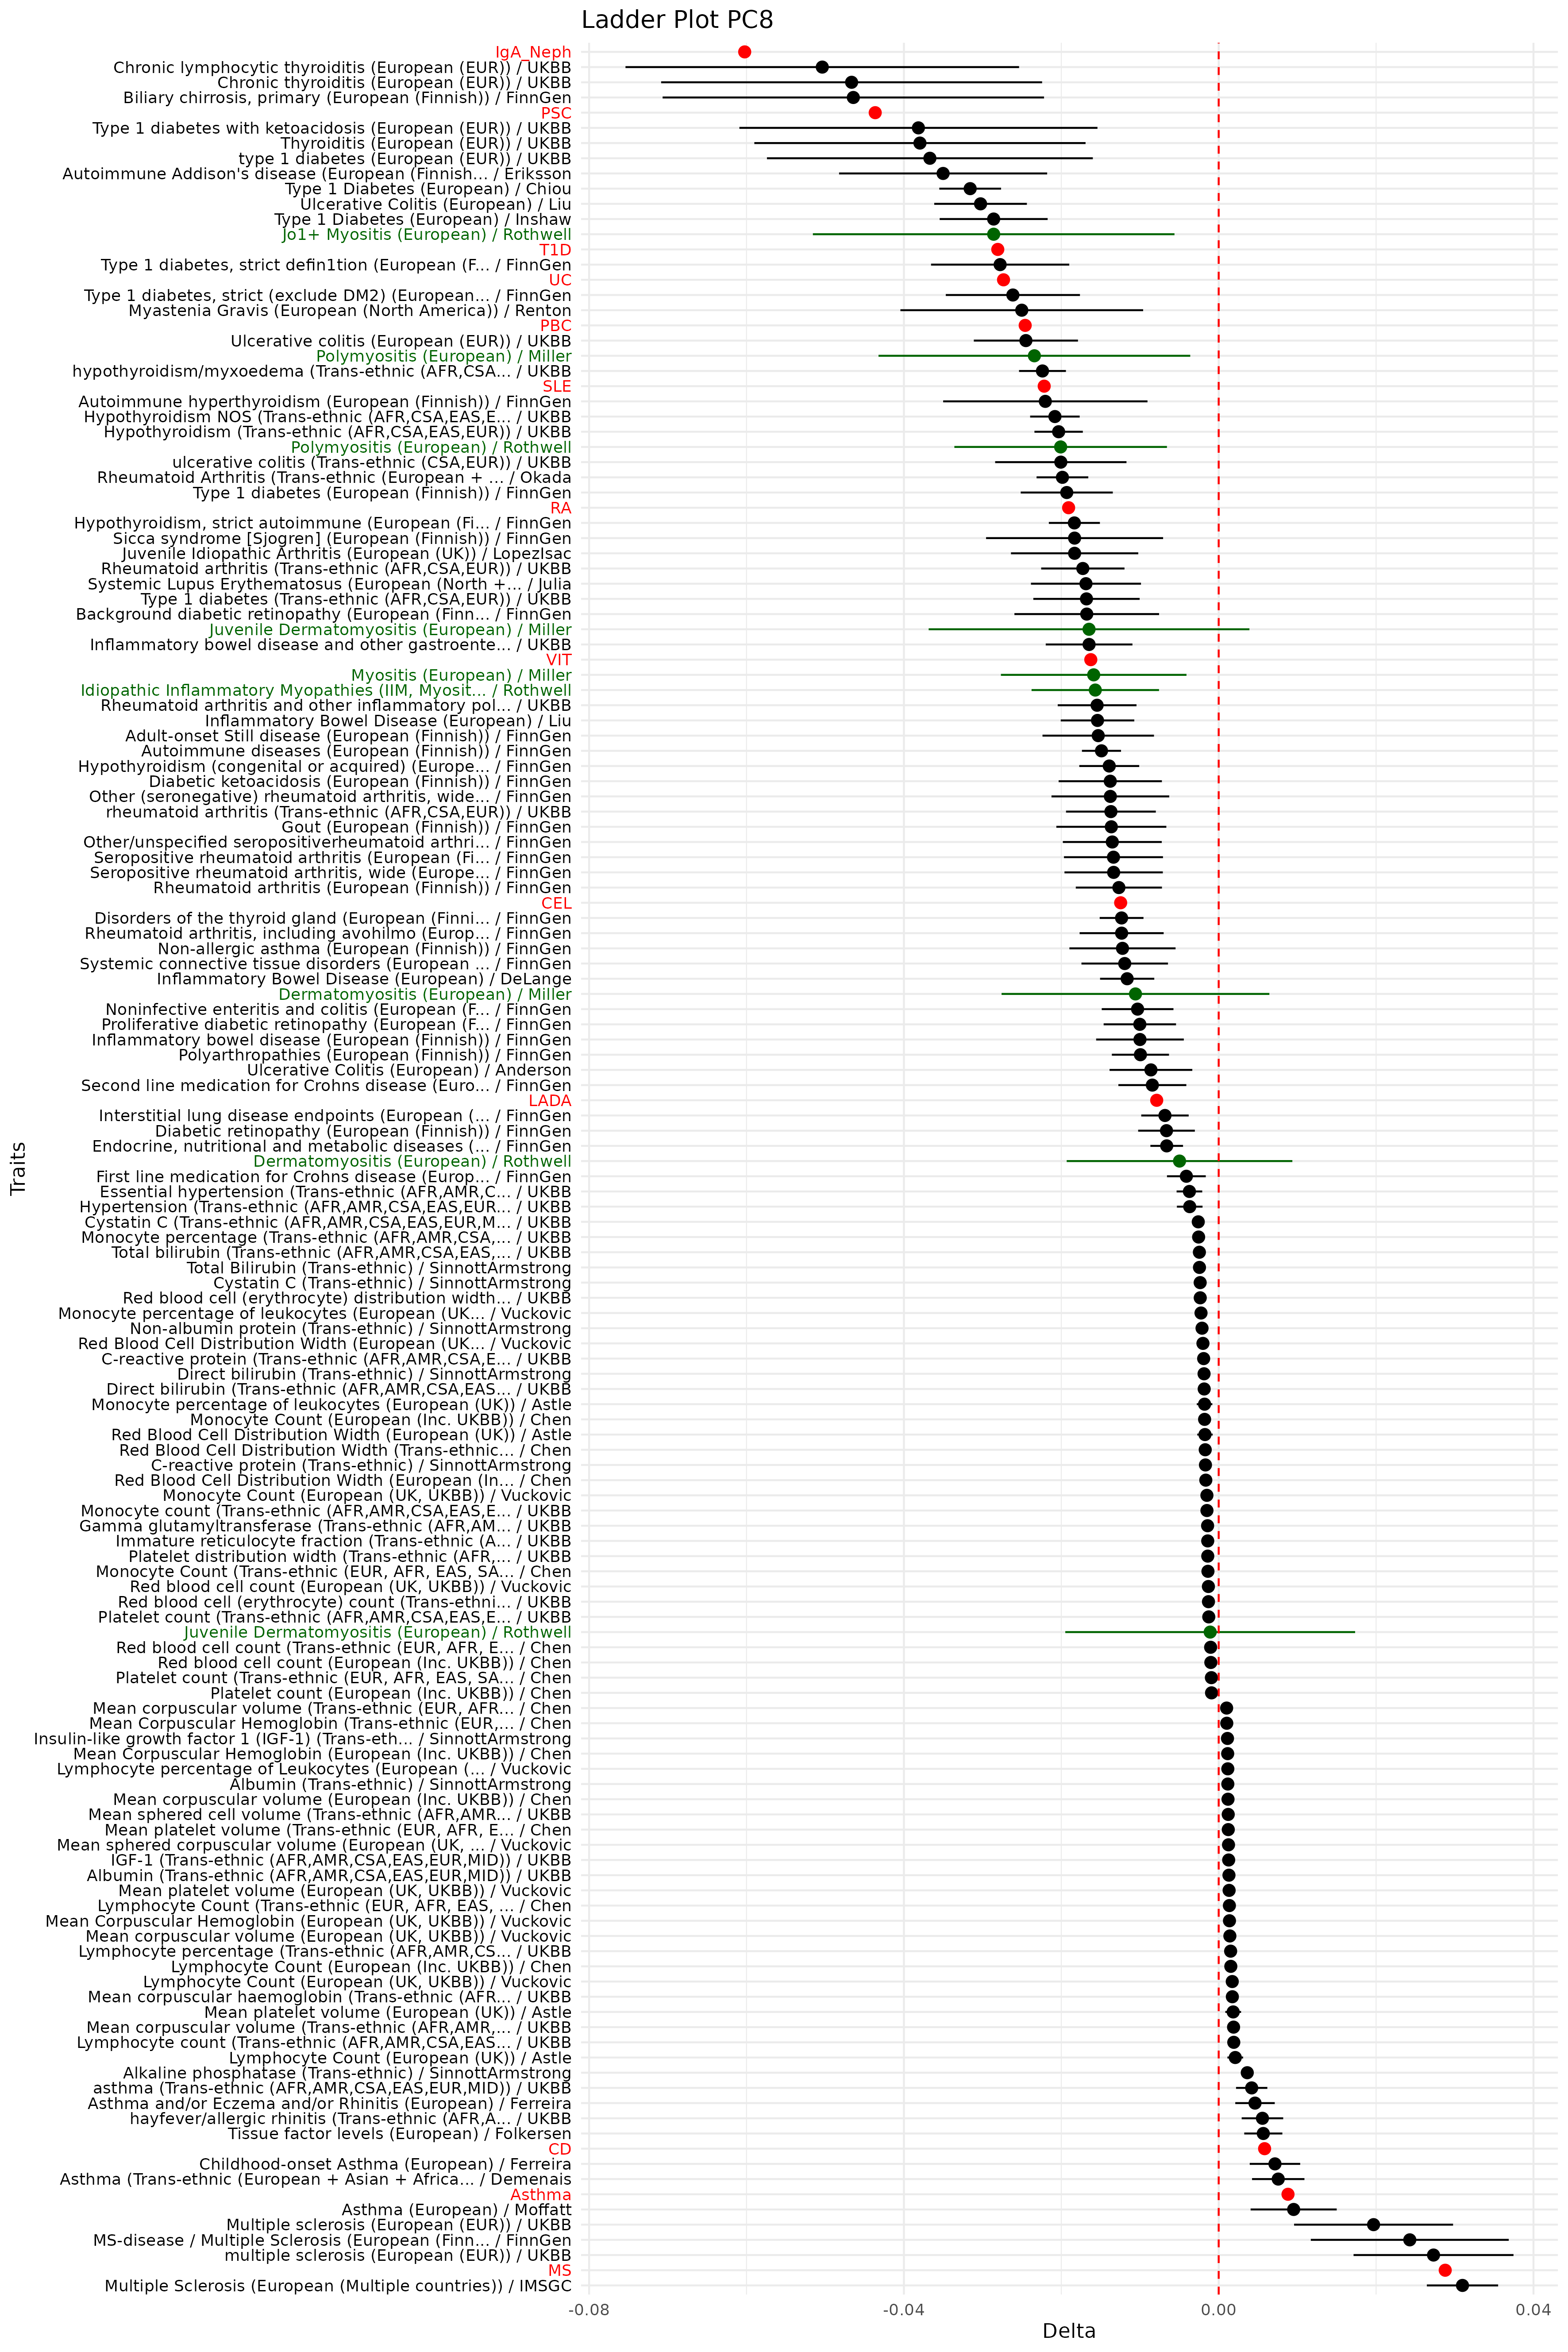 Ladder Plot PC8
IgA_Neph
Chronic lymphocytic thyroiditis (European (EUR)) / UKBB
Chronic thyroiditis (European (EUR)) / UKBB
Biliary chirrosis, primary (European (Finnish)) / FinnGen
PSC
Type 1 diabetes with ketoacidosis (European (EUR)) / UKBB
Thyroiditis (European (EUR)) / UKBB
type 1 diabetes (European (EUR)) / UKBB
Autoimmune Addison's disease (European (Finnish... / Eriksson
Type 1 Diabetes (European) / Chiou
Ulcerative Colitis (European) / Liu
Type 1 Diabetes (European) / Inshaw
Jo1+ Myositis (European) / Rothwell
T1D
Type 1 diabetes, strict defin1tion (European (F... / FinnGen
UC
Type 1 diabetes, strict (exclude DM2) (European... / FinnGen
Myastenia Gravis (European (North America)) / Renton
PBC
Ulcerative colitis (European (EUR)) / UKBB
Polymyositis (European) / Miller
hypothyroidism/myxoedema (Trans-ethnic (AFR,CSA... / UKBB
SLE
Autoimmune hyperthyroidism (European (Finnish)) / FinnGen
Hypothyroidism NOS (Trans-ethnic (AFR,CSA,EAS,E... / UKBB
Hypothyroidism (Trans-ethnic (AFR,CSA,EAS,EUR)) / UKBB
Polymyositis (European) / Rothwell
ulcerative colitis (Trans-ethnic (CSA,EUR)) / UKBB
Rheumatoid Arthritis (Trans-ethnic (European + ... / Okada
Type 1 diabetes (European (Finnish)) / FinnGen
RA
Hypothyroidism, strict autoimmune (European (Fi... / FinnGen
Sicca syndrome [Sjogren] (European (Finnish)) / FinnGen
Juvenile Idiopathic Arthritis (European (UK)) / LopezIsac
Rheumatoid arthritis (Trans-ethnic (AFR,CSA,EUR)) / UKBB
Systemic Lupus Erythematosus (European (North +... / Julia
Type 1 diabetes (Trans-ethnic (AFR,CSA,EUR)) / UKBB
Background diabetic retinopathy (European (Finn... / FinnGen
Juvenile Dermatomyositis (European) / Miller
Inflammatory bowel disease and other gastroente... / UKBB
VIT
Myositis (European) / Miller
Idiopathic Inflammatory Myopathies (IIM, Myosit... / Rothwell
Rheumatoid arthritis and other inflammatory pol... / UKBB
Inflammatory Bowel Disease (European) / Liu
Adult-onset Still disease (European (Finnish)) / FinnGen
Autoimmune diseases (European (Finnish)) / FinnGen
Hypothyroidism (congenital or acquired) (Europe... / FinnGen
Diabetic ketoacidosis (European (Finnish)) / FinnGen
Other (seronegative) rheumatoid arthritis, wide... / FinnGen
rheumatoid arthritis (Trans-ethnic (AFR,CSA,EUR)) / UKBB
Gout (European (Finnish)) / FinnGen
Other/unspecified seropositiverheumatoid arthri... / FinnGen
Seropositive rheumatoid arthritis (European (Fi... / FinnGen
Seropositive rheumatoid arthritis, wide (Europe... / FinnGen
Rheumatoid arthritis (European (Finnish)) / FinnGen
CEL
Disorders of the thyroid gland (European (Finni... / FinnGen
Rheumatoid arthritis, including avohilmo (Europ... / FinnGen
Non-allergic asthma (European (Finnish)) / FinnGen
Systemic connective tissue disorders (European ... / FinnGen
Inflammatory Bowel Disease (European) / DeLange
Dermatomyositis (European) / Miller
Noninfective enteritis and colitis (European (F... / FinnGen
Proliferative diabetic retinopathy (European (F... / FinnGen
Inflammatory bowel disease (European (Finnish)) / FinnGen
Polyarthropathies (European (Finnish)) / FinnGen
Ulcerative Colitis (European) / Anderson
Second line medication for Crohns disease (Euro... / FinnGen
LADA
Interstitial lung disease endpoints (European (... / FinnGen
Diabetic retinopathy (European (Finnish)) / FinnGen
Endocrine, nutritional and metabolic diseases (... / FinnGen
Dermatomyositis (European) / Rothwell
First line medication for Crohns disease (Europ... / FinnGen
Essential hypertension (Trans-ethnic (AFR,AMR,C... / UKBB
Hypertension (Trans-ethnic (AFR,AMR,CSA,EAS,EUR... / UKBB
Cystatin C (Trans-ethnic (AFR,AMR,CSA,EAS,EUR,M... / UKBB
Monocyte percentage (Trans-ethnic (AFR,AMR,CSA,... / UKBB
Total bilirubin (Trans-ethnic (AFR,AMR,CSA,EAS,... / UKBB
Total Bilirubin (Trans-ethnic) / SinnottArmstrong
Cystatin C (Trans-ethnic) / SinnottArmstrong
Red blood cell (erythrocyte) distribution width... / UKBB
Monocyte percentage of leukocytes (European (UK... / Vuckovic
Non-albumin protein (Trans-ethnic) / SinnottArmstrong
Red Blood Cell Distribution Width (European (UK... / Vuckovic
C-reactive protein (Trans-ethnic (AFR,AMR,CSA,E... / UKBB
Direct bilirubin (Trans-ethnic) / SinnottArmstrong
Direct bilirubin (Trans-ethnic (AFR,AMR,CSA,EAS... / UKBB
Monocyte percentage of leukocytes (European (UK)) / Astle
Monocyte Count (European (Inc. UKBB)) / Chen
Red Blood Cell Distribution Width (European (UK)) / Astle
Red Blood Cell Distribution Width (Trans-ethnic... / Chen
C-reactive protein (Trans-ethnic) / SinnottArmstrong
Red Blood Cell Distribution Width (European (In... / Chen
Monocyte Count (European (UK, UKBB)) / Vuckovic
Monocyte count (Trans-ethnic (AFR,AMR,CSA,EAS,E... / UKBB
Gamma glutamyltransferase (Trans-ethnic (AFR,AM... / UKBB
Immature reticulocyte fraction (Trans-ethnic (A... / UKBB
Platelet distribution width (Trans-ethnic (AFR,... / UKBB
Monocyte Count (Trans-ethnic (EUR, AFR, EAS, SA... / Chen
Red blood cell count (European (UK, UKBB)) / Vuckovic
Red blood cell (erythrocyte) count (Trans-ethni... / UKBB
Platelet count (Trans-ethnic (AFR,AMR,CSA,EAS,E... / UKBB
Juvenile Dermatomyositis (European) / Rothwell
Red blood cell count (Trans-ethnic (EUR, AFR, E... / Chen
Red blood cell count (European (Inc. UKBB)) / Chen
Platelet count (Trans-ethnic (EUR, AFR, EAS, SA... / Chen
Platelet count (European (Inc. UKBB)) / Chen
Mean corpuscular volume (Trans-ethnic (EUR, AFR... / Chen
Mean Corpuscular Hemoglobin (Trans-ethnic (EUR,... / Chen
Insulin-like growth factor 1 (IGF-1) (Trans-eth... / SinnottArmstrong
Mean Corpuscular Hemoglobin (European (Inc. UKBB)) / Chen
Lymphocyte percentage of Leukocytes (European (... / Vuckovic
Albumin (Trans-ethnic) / SinnottArmstrong
Mean corpuscular volume (European (Inc. UKBB)) / Chen
Mean sphered cell volume (Trans-ethnic (AFR,AMR... / UKBB
Mean platelet volume (Trans-ethnic (EUR, AFR, E... / Chen
Mean sphered corpuscular volume (European (UK, ... / Vuckovic
IGF-1 (Trans-ethnic (AFR,AMR,CSA,EAS,EUR,MID)) / UKBB
Albumin (Trans-ethnic (AFR,AMR,CSA,EAS,EUR,MID)) / UKBB
Mean platelet volume (European (UK, UKBB)) / Vuckovic
Lymphocyte Count (Trans-ethnic (EUR, AFR, EAS, ... / Chen
Mean Corpuscular Hemoglobin (European (UK, UKBB)) / Vuckovic
Mean corpuscular volume (European (UK, UKBB)) / Vuckovic
Lymphocyte percentage (Trans-ethnic (AFR,AMR,CS... / UKBB
Lymphocyte Count (European (Inc. UKBB)) / Chen
Lymphocyte Count (European (UK, UKBB)) / Vuckovic
Mean corpuscular haemoglobin (Trans-ethnic (AFR... / UKBB
Mean platelet volume (European (UK)) / Astle
Mean corpuscular volume (Trans-ethnic (AFR,AMR,... / UKBB
Lymphocyte count (Trans-ethnic (AFR,AMR,CSA,EAS... / UKBB
Lymphocyte Count (European (UK)) / Astle
Alkaline phosphatase (Trans-ethnic) / SinnottArmstrong
asthma (Trans-ethnic (AFR,AMR,CSA,EAS,EUR,MID)) / UKBB
Asthma and/or Eczema and/or Rhinitis (European) / Ferreira
hayfever/allergic rhinitis (Trans-ethnic (AFR,A... / UKBB
Tissue factor levels (European) / Folkersen
CD
Childhood-onset Asthma (European) / Ferreira
Asthma (Trans-ethnic (European + Asian + Africa... / Demenais
Asthma
Asthma (European) / Moffatt
Multiple sclerosis (European (EUR)) / UKBB
MS-disease / Multiple Sclerosis (European (Finn... / FinnGen
multiple sclerosis (European (EUR)) / UKBB
MS
Multiple Sclerosis (European (Multiple countries)) / IMSGC
Traits
-0.08 -0.04 0.00 0.04
Delta